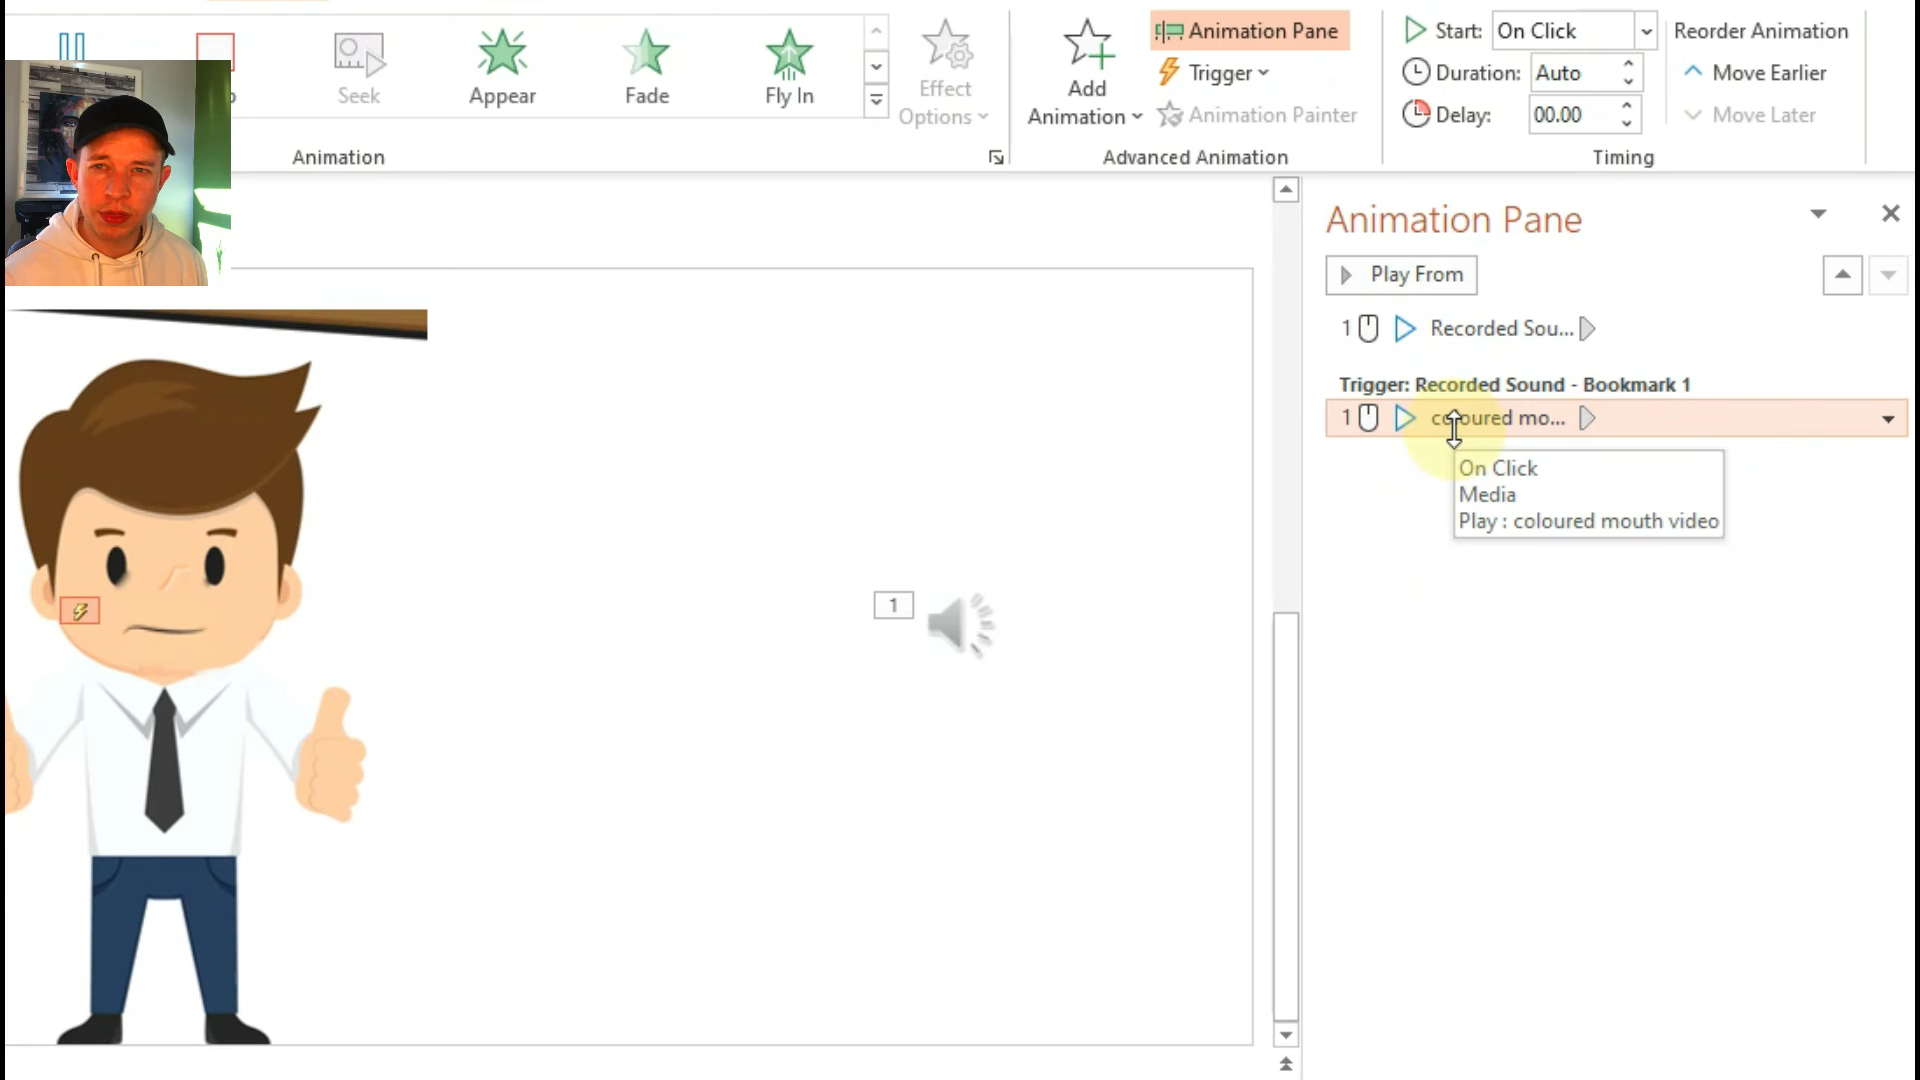 Seek
Appear
Fade
Fly In
Effect
Options
Add
Animation
Animation Pane
Trigger
Animation Painter
Start: On Click
Duration: Auto
Delay: 00.00
Reorder Animation
Move Earlier
Move Later
Animation
Advanced Animation
Timing
Animation Pane
Play From
1 Recorded Sou...
Trigger: Recorded Sound - Bookmark 1
1 coloured mo...
On Click
Media
Play : coloured mouth video
1